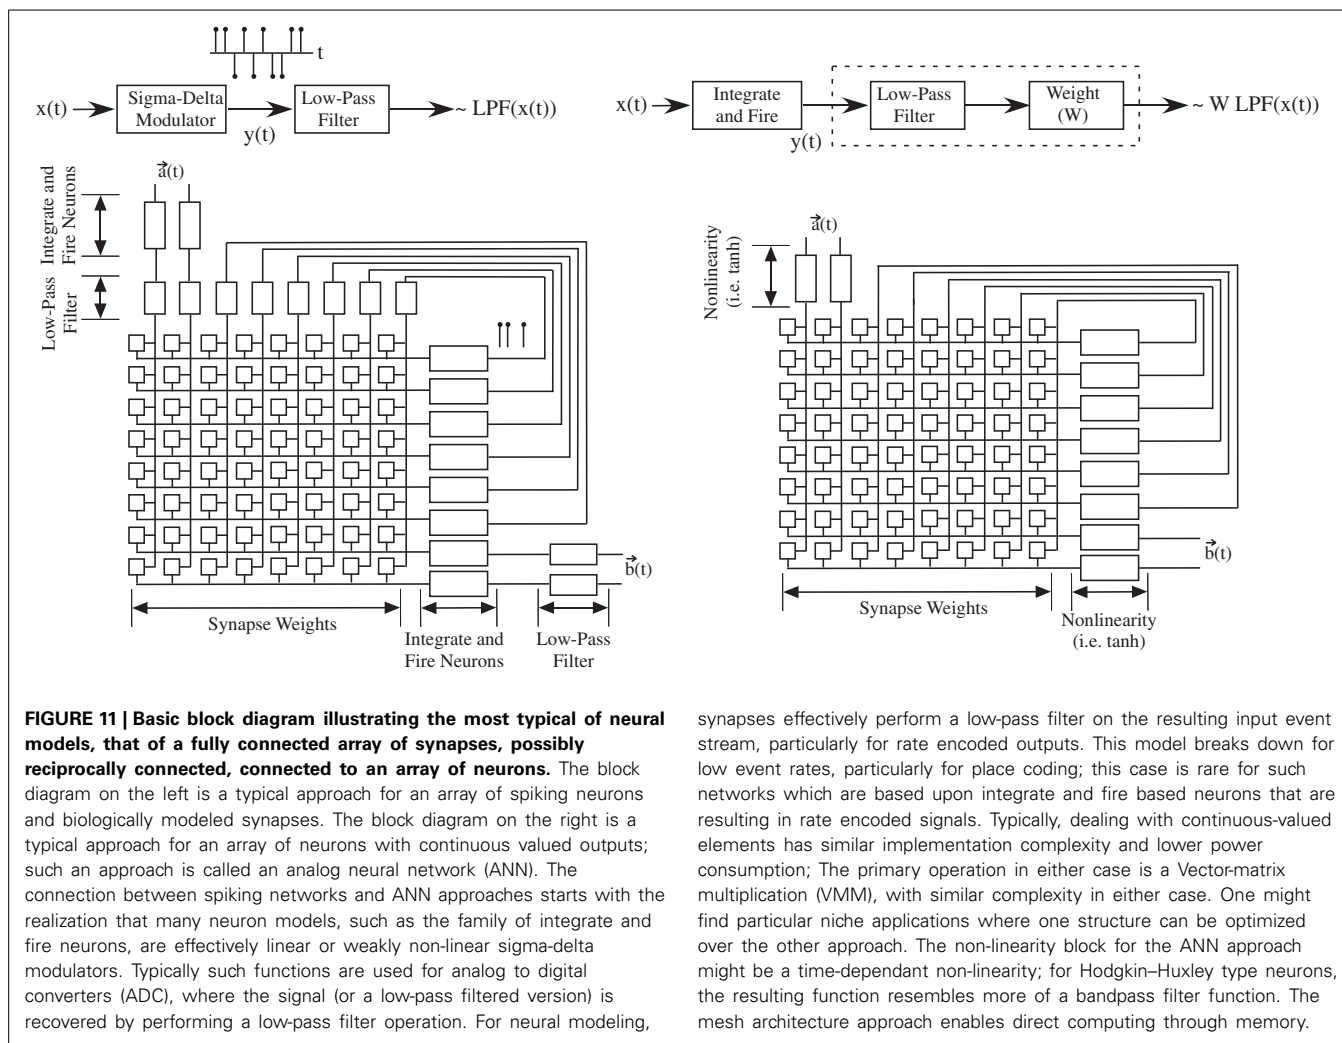 t
x(t)
Sigma-Delta
Modulator
y(t)
Low-Pass
Filter
~ LPF(x(t))
x(t)
Integrate
and Fire
y(t)
Low-Pass
Filter
Weight
(W)
~ W LPF(x(t))
Integrate and
Fire Neurons
a(t)
Low-Pass
Filter
b(t)
Synapse Weights
Integrate and
Fire Neurons
Low-Pass
Filter
Nonlinearity
(i.e. tanh)
a(t)
b(t)
Synapse Weights
Nonlinearity
(i.e. tanh)
FIGURE 11 | Basic block diagram illustrating the most typical of neural
models, that of a fully connected array of synapses, possibly
reciprocally connected, connected to an array of neurons. The block
diagram on the left is a typical approach for an array of spiking neurons
and biologically modeled synapses. The block diagram on the right is a
typical approach for an array of neurons with continuous valued outputs;
such an approach is called an analog neural network (ANN). The
connection between spiking networks and ANN approaches starts with the
realization that many neuron models, such as the family of integrate and
fire neurons, are effectively linear or weakly non-linear sigma-delta
modulators. Typically such functions are used for analog to digital
converters (ADC), where the signal (or a low-pass filtered version) is
recovered by performing a low-pass filter operation. For neural modeling,
synapses effectively perform a low-pass filter on the resulting input event
stream, particularly for rate encoded outputs. This model breaks down for
low event rates, particularly for place coding; this case is rare for such
networks which are based upon integrate and fire based neurons that are
resulting in rate encoded signals. Typically, dealing with continuous-valued
elements has similar implementation complexity and lower power
consumption; The primary operation in either case is a Vector-matrix
multiplication (VMM), with similar complexity in either case. One might
find particular niche applications where one structure can be optimized
over the other approach. The non-linearity block for the ANN approach
might be a time-dependant non-linearity; for Hodgkin–Huxley type neurons,
the resulting function resembles more of a bandpass filter function. The
mesh architecture approach enables direct computing through memory.